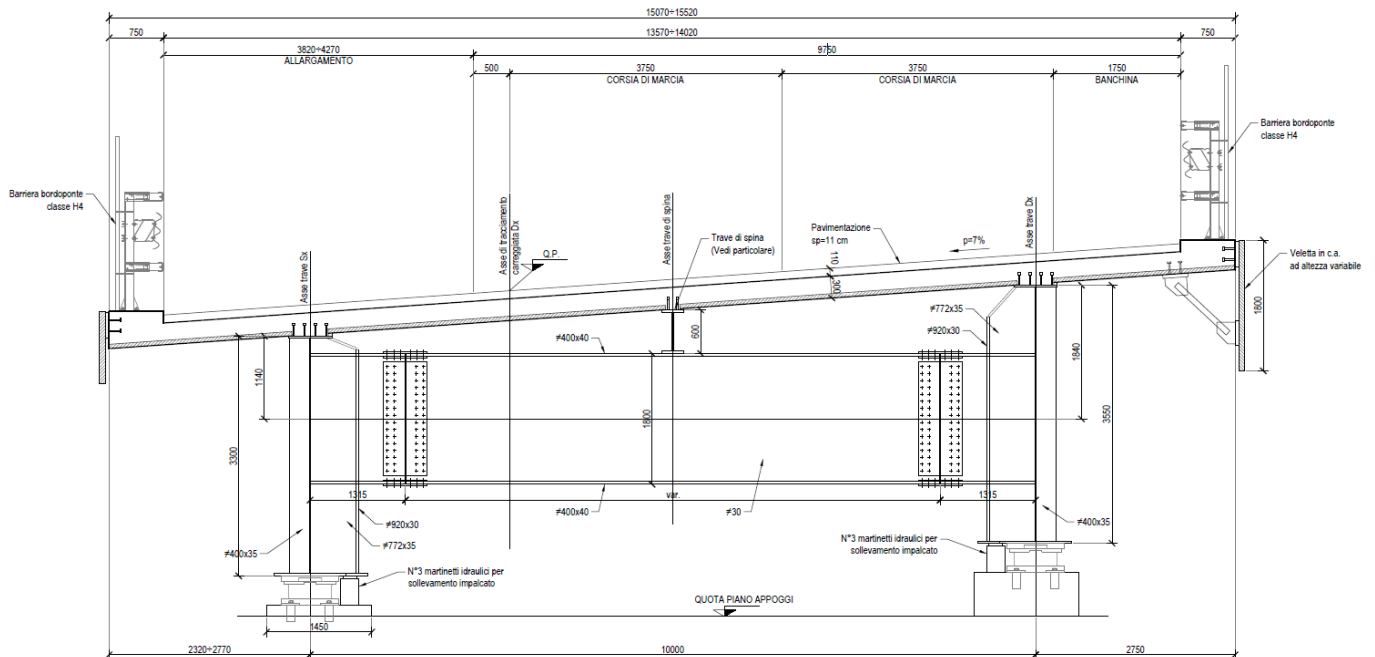 15070÷15520
750
13570÷14020
750
3820÷4270
9750
ALLARGAMENTO
500
3750
3750
1750
CORSIA DI MARCIA
CORSIA DI MARCIA
BANCHINA
Barriera bordoponte
classe H4
Barriera bordoponte
classe H4
Asse trave Sx
Asse di tracciamento
carreggiata Dx
Q.P.
Asse trave di spina
Trave di spina
(Vedi particolare)
Pavimentazione
sp=11 cm
p=7%
Asse trave Dx
Veletta in c.a.
ad altezza variabile
110
300
1800
≠772x35
≠920x30
≠400x40
600
1140
1840
1800
3300
3550
1315
var.
1315
≠400x40
≠30
≠920x30
≠772x35
≠400x35
≠400x35
N°3 martinetti idraulici per
sollevamento impalcato
N°3 martinetti idraulici per
sollevamento impalcato
QUOTA PIANO APPOGGI
1450
2320÷2770
10000
2750